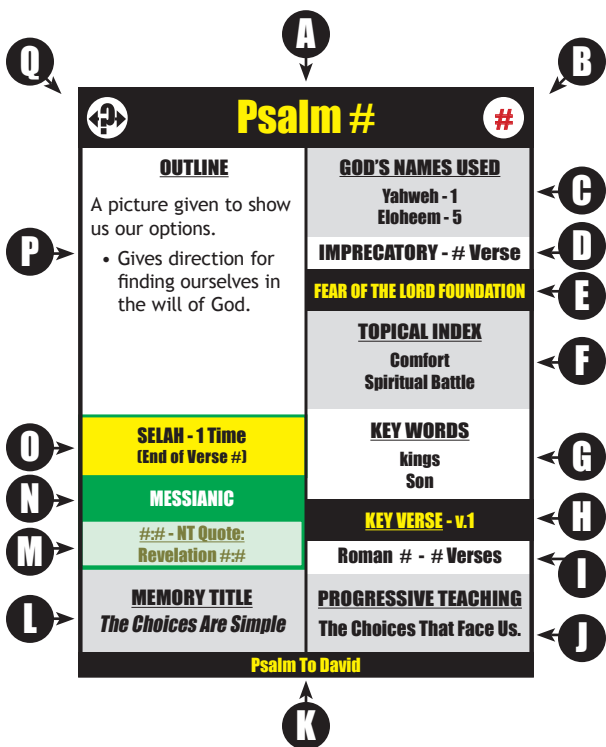 A
Q
B
?
Psalm #
#
OUTLINE
A picture given to show
us our options.
• Gives direction for
finding ourselves in
the will of God.
P
SELAH - 1 Time
(End of Verse #)
O
MESSIANIC
N
#:# - NT Quote:
Revelation #:#
M
MEMORY TITLE
The Choices Are Simple
L
GOD'S NAMES USED
Yahweh - 1
Eloheem - 5
C
IMPRECATORY - # Verse
D
FEAR OF THE LORD FOUNDATION
E
TOPICAL INDEX
Comfort
Spiritual Battle
F
KEY WORDS
kings
Son
G
KEY VERSE - v.1
H
Roman # - # Verses
I
PROGRESSIVE TEACHING
The Choices That Face Us.
J
Psalm To David
K